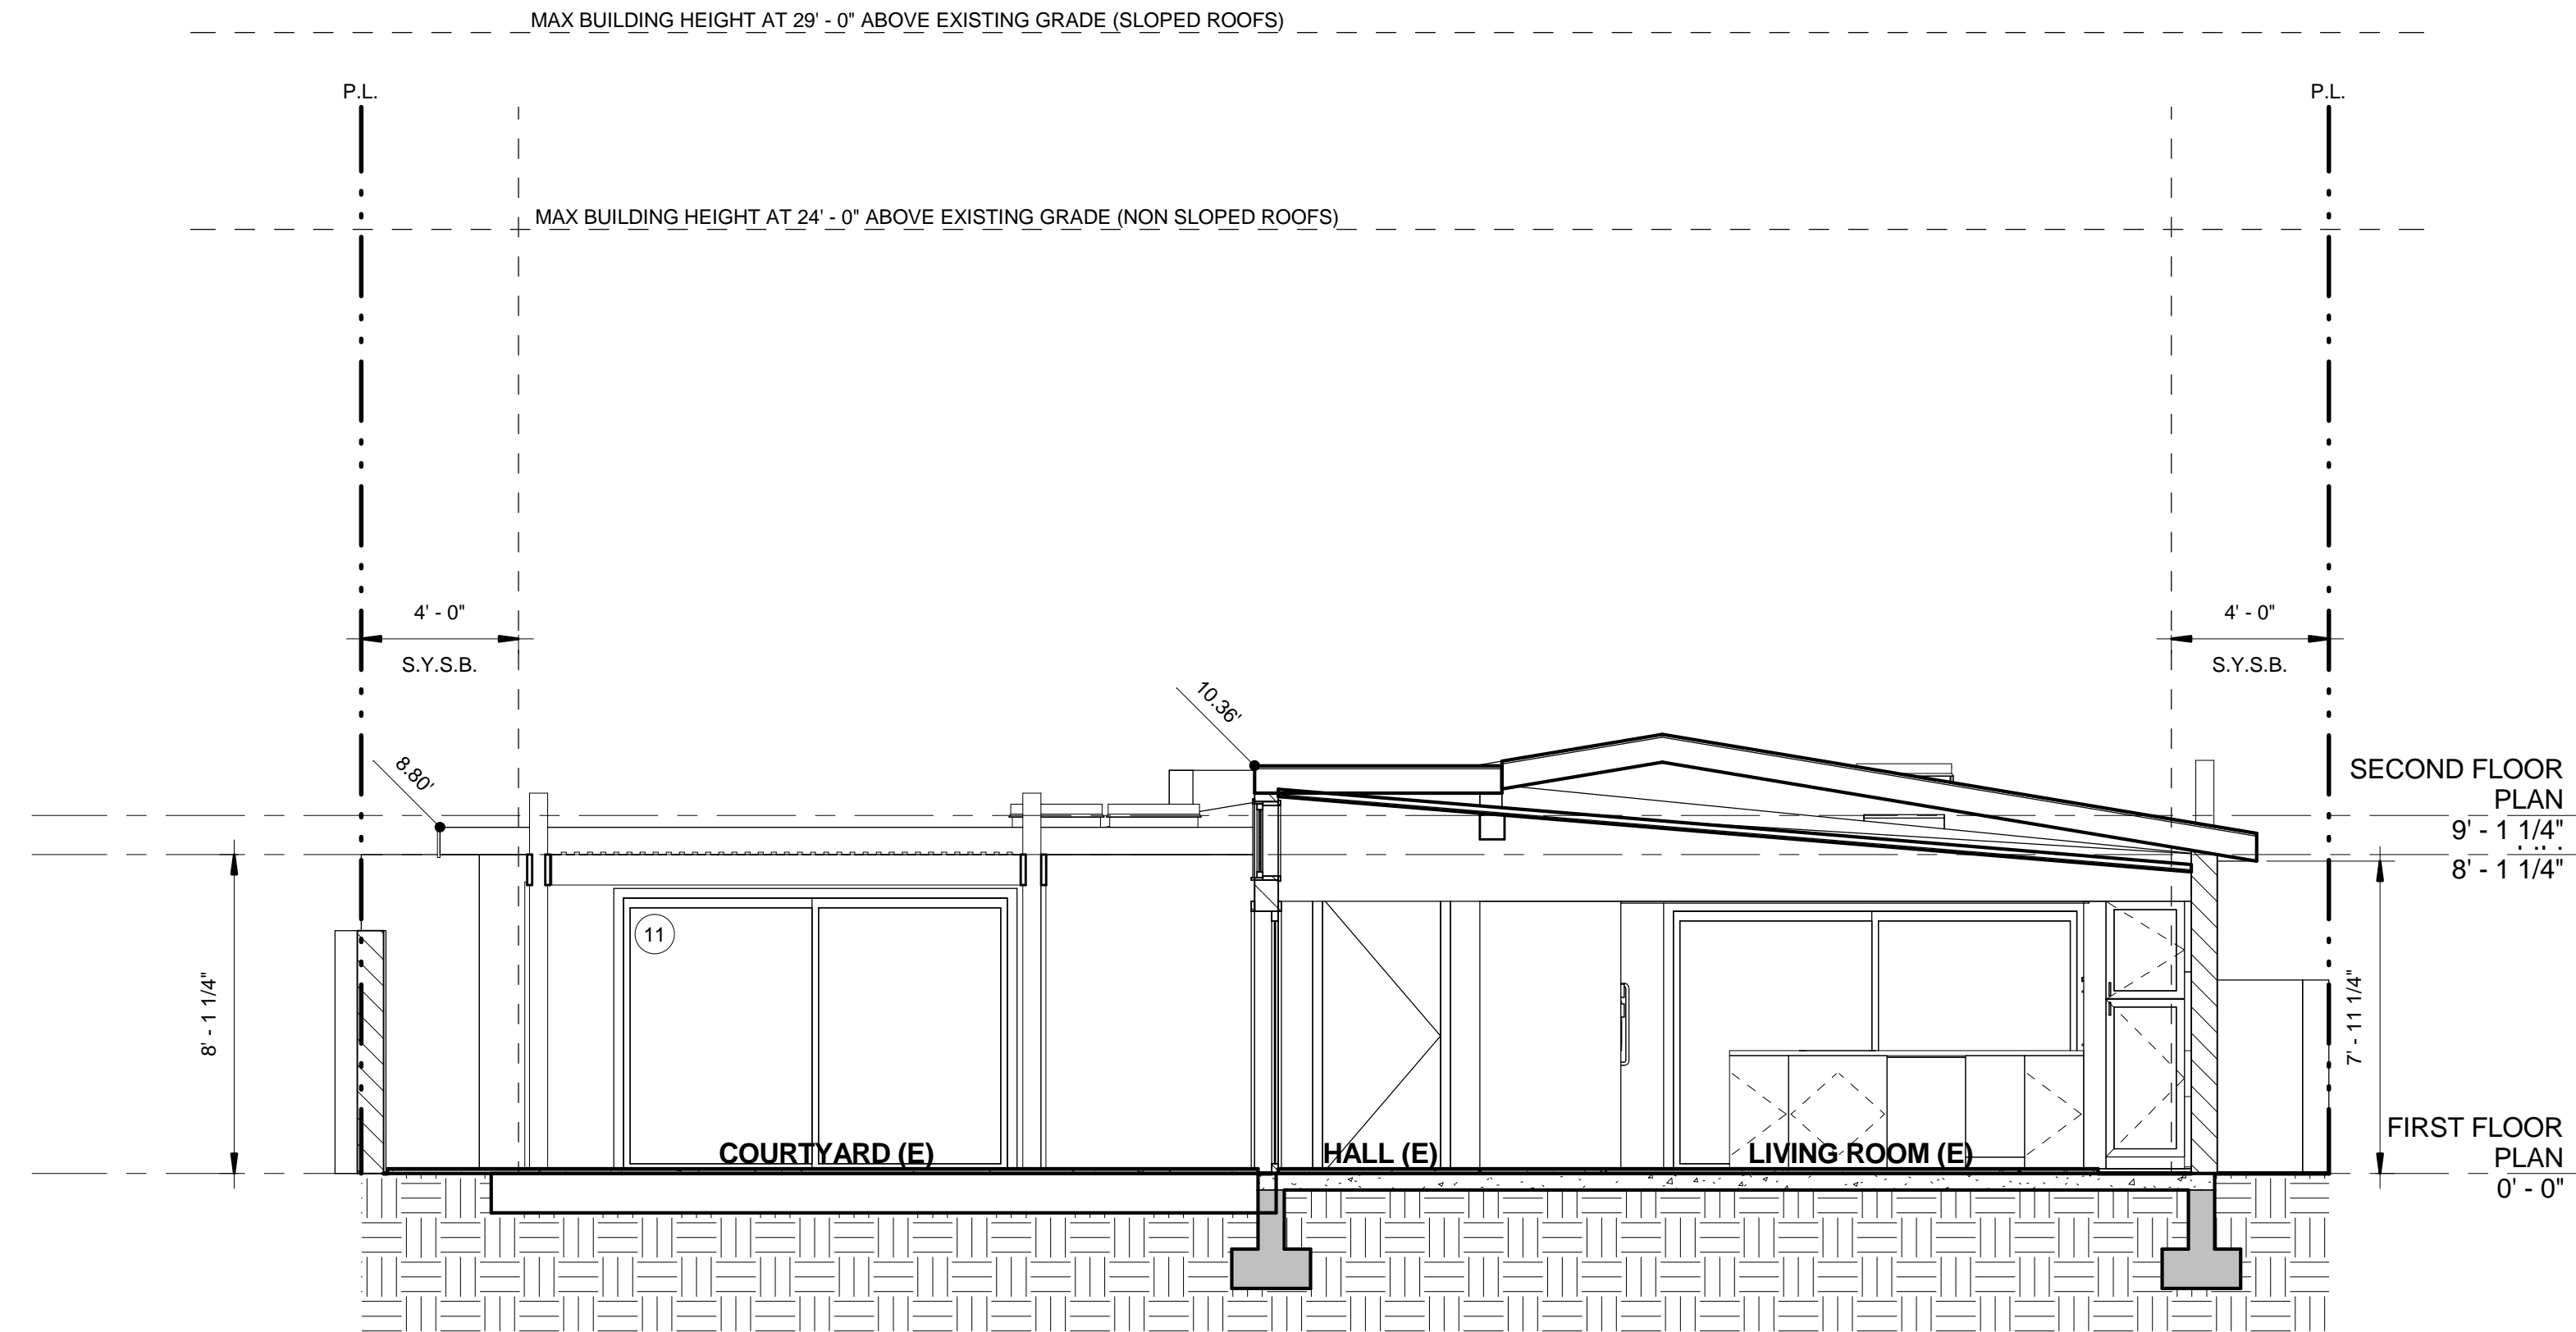 MAX BUILDING HEIGHT AT 29' - 0" ABOVE EXISTING GRADE (SLOPED ROOFS)
P.L.
P.L.
MAX BUILDING HEIGHT AT 24' - 0" ABOVE EXISTING GRADE (NON SLOPED ROOFS)
4' - 0"
S.Y.S.B.
4' - 0"
S.Y.S.B.
10.36'
8.80'
SECOND FLOOR
PLAN
9' - 1 1/4"
8' - 1 1/4"
11
8' - 1 1/4"
7' - 11 1/4"
COURTYARD (E)
HALL (E)
LIVING ROOM (E)
FIRST FLOOR
PLAN
0' - 0"